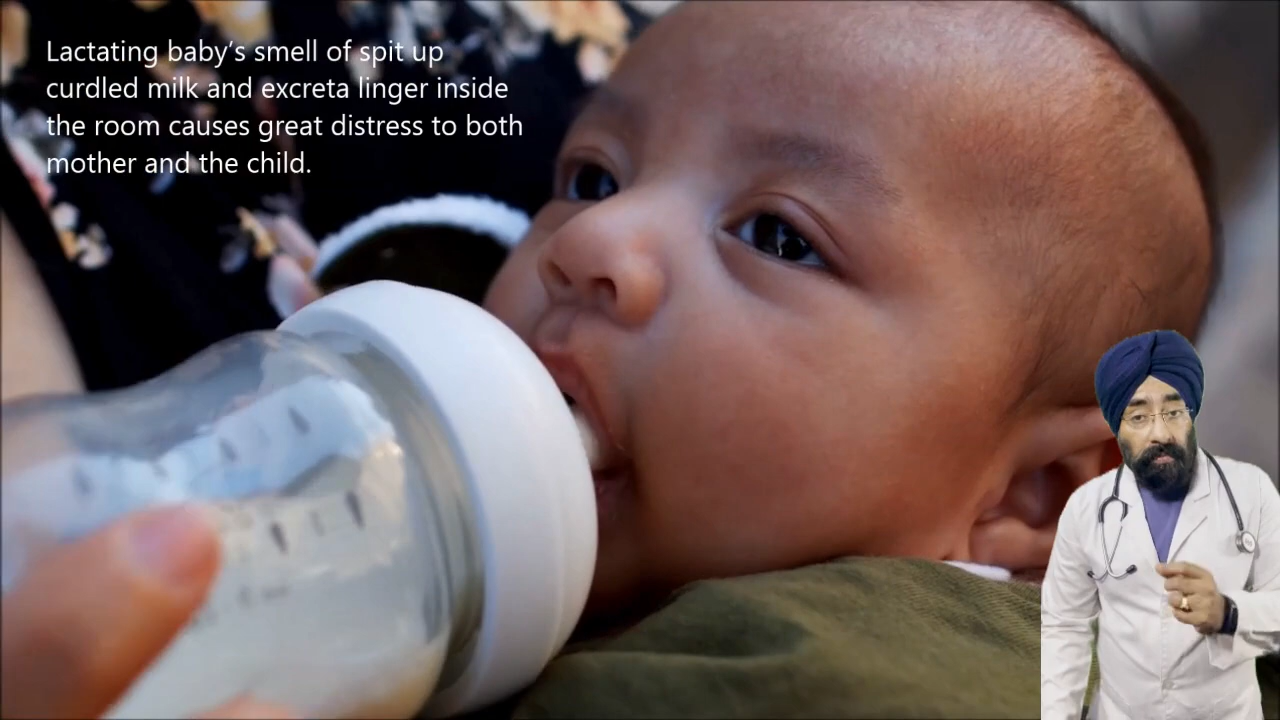 Lactating baby’s smell of spit up
curdled milk and excreta linger inside
the room causes great distress to both
mother and the child.